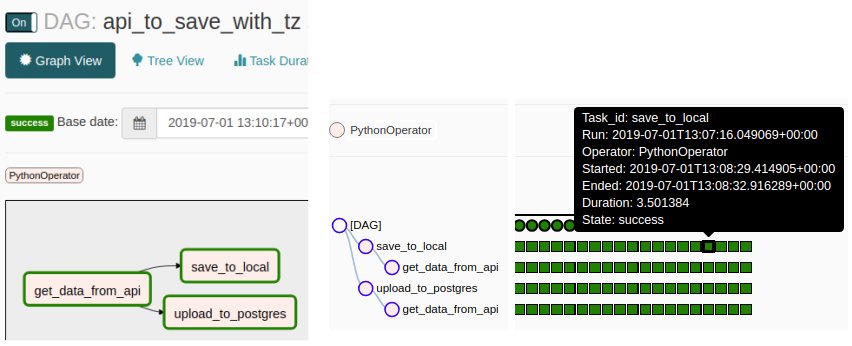 On DAG: api_to_save_with_tz
Graph View Tree View Task Durat
success Base date: 2019-07-01 13:10:17+00
PythonOperator
get_data_from_api
save_to_local
upload_to_postgres
PythonOperator
[DAG]
save_to_local
get_data_from_api
upload_to_postgres
get_data_from_api
Task_id: save_to_local
Run: 2019-07-01T13:07:16.049069+00:00
Operator: PythonOperator
Started: 2019-07-01T13:08:29.414905+00:00
Ended: 2019-07-01T13:08:32.916289+00:00
Duration: 3.501384
State: success